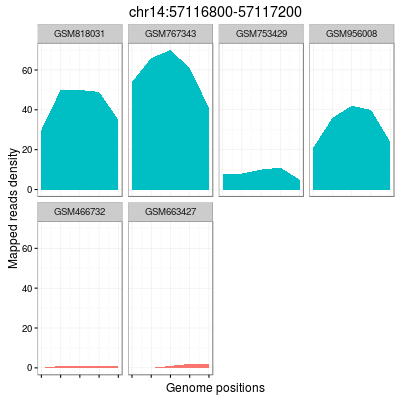 chr14:57116800-57117200
GSM818031 GSM767343 GSM753429 GSM956008
60
40
20
0
GSM466732 GSM663427
60
40
20
0
Mapped reads density
Genome positions